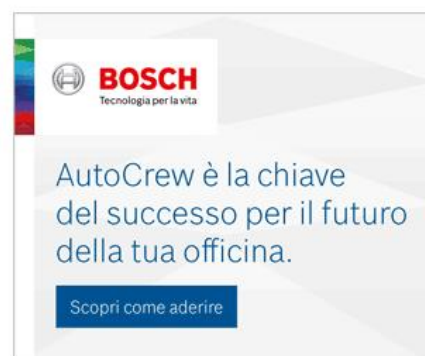 BOSCH
Tecnologia per la vita
AutoCrew è la chiave
del successo per il futuro
della tua officina.
Scopri come aderire